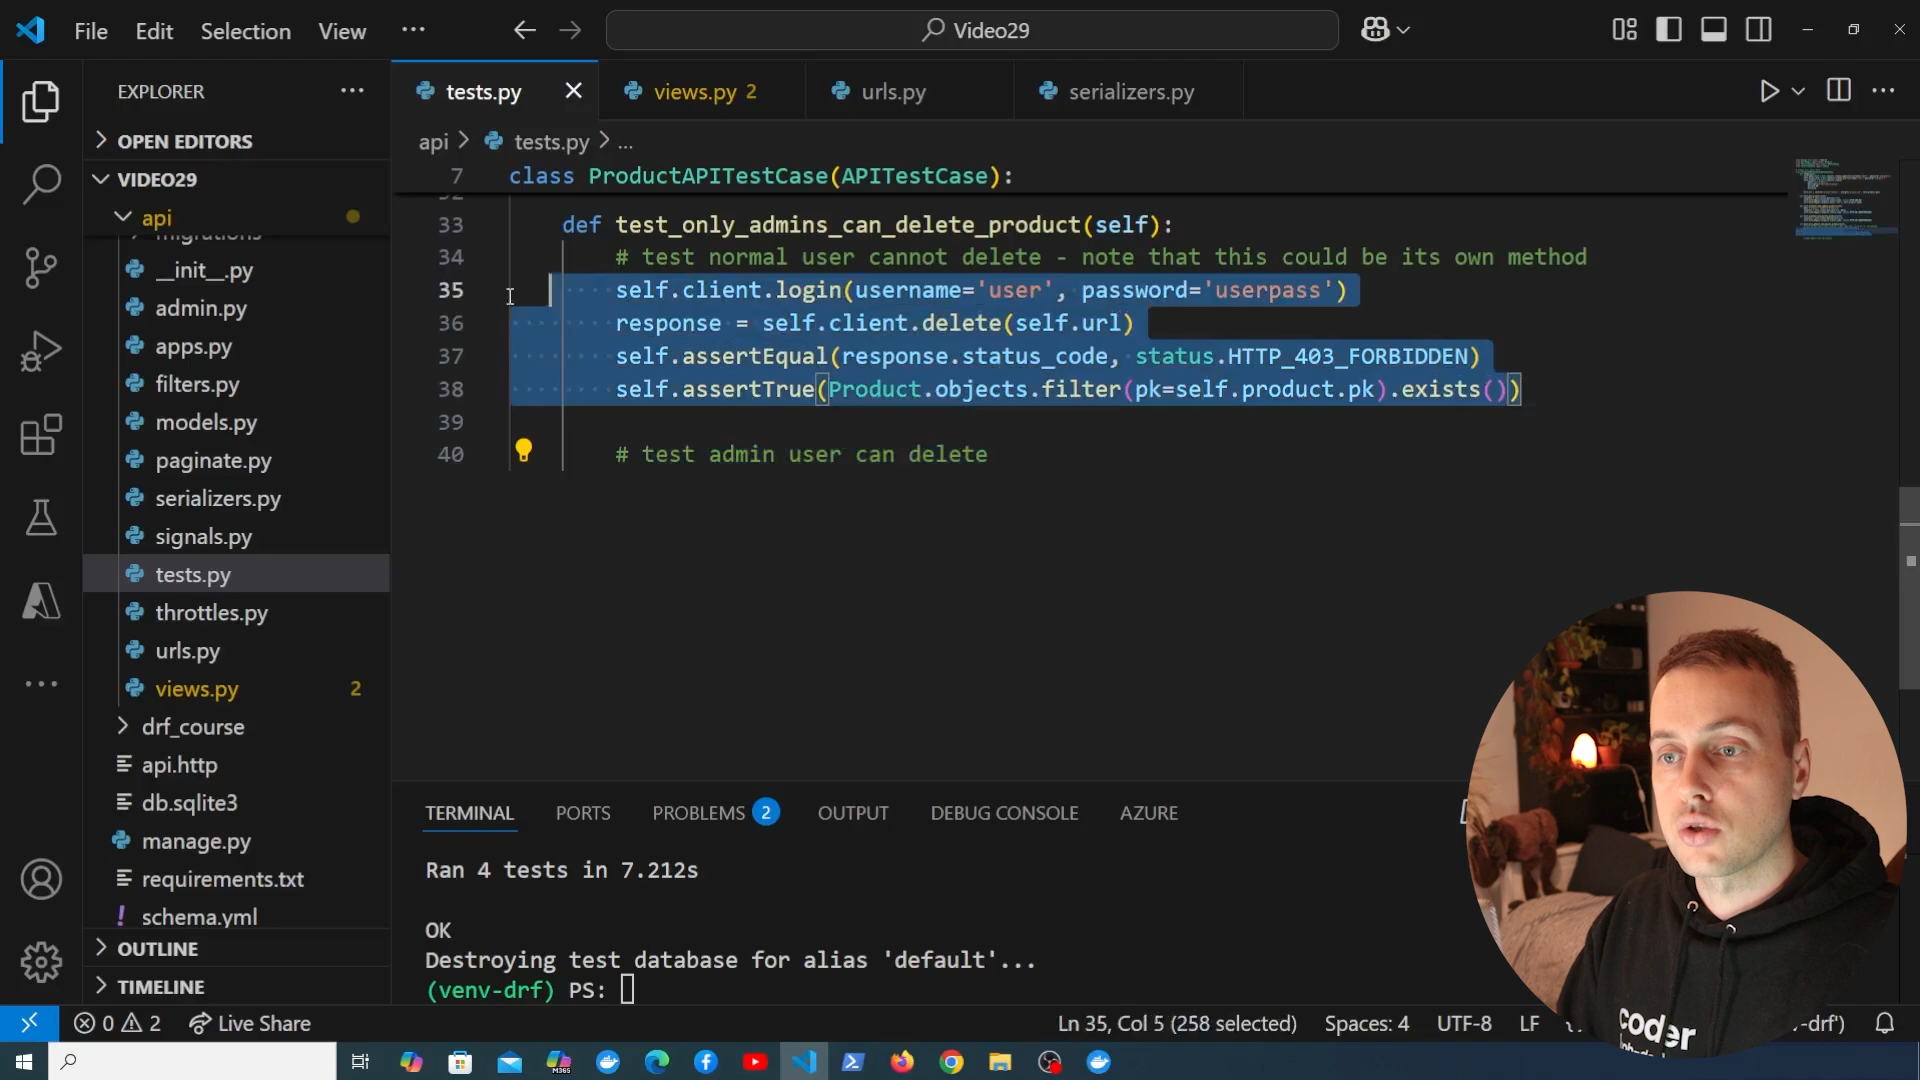 File Edit Selection View ... Video29
EXPLORER ...
OPEN EDITORS
VIDEO29
api
migrations
__init__.py
admin.py
apps.py
filters.py
models.py
paginate.py
serializers.py
signals.py
tests.py
throttles.py
urls.py
views.py 2
drf_course
api.http
db.sqlite3
manage.py
requirements.txt
schema.yml
OUTLINE
TIMELINE
tests.py views.py 2 urls.py serializers.py
api > tests.py > ...
7 class ProductAPITestCase(APITestCase):
32
33 def test_only_admins_can_delete_product(self):
34 # test normal user cannot delete - note that this could be its own method
35 self.client.login(username='user', password='userpass')
36 response = self.client.delete(self.url)
37 self.assertEqual(response.status_code, status.HTTP_403_FORBIDDEN)
38 self.assertTrue(Product.objects.filter(pk=self.product.pk).exists())
39
40 # test admin user can delete
TERMINAL PORTS PROBLEMS 2 OUTPUT DEBUG CONSOLE AZURE
Ran 4 tests in 7.212s
OK
Destroying test database for alias 'default'...
(venv-drf) PS:
coder
0 2 Live Share Ln 35, Col 5 (258 selected) Spaces: 4 UTF-8 LF -drf')
M365